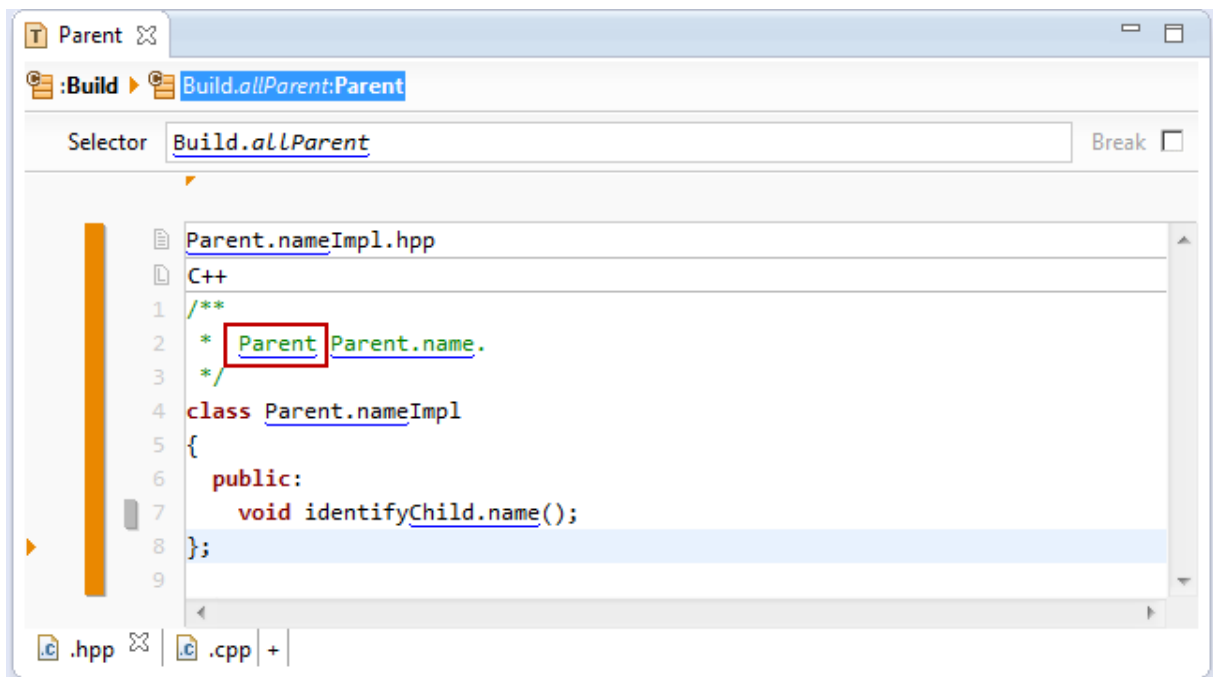 Parent
:Build Build.allParent:Parent
Selector Build.allParent Break
Parent.nameImpl.hpp
C++
1 /**
2 * Parent Parent.name.
3 */
4 class Parent.nameImpl
5 {
6 public:
7 void identifyChild.name();
8 };
9
.hpp .cpp +